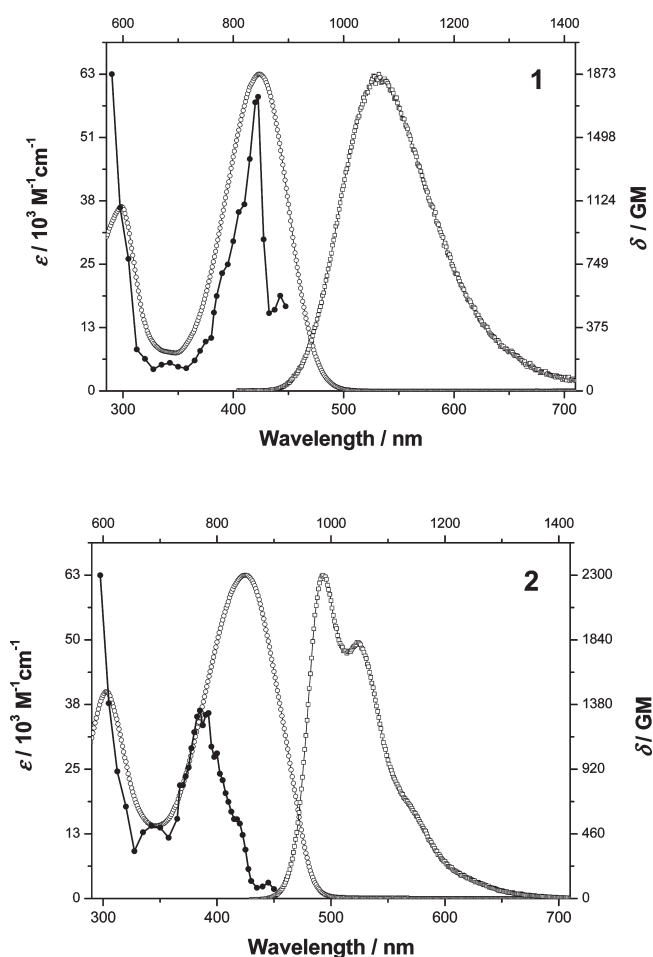 600 800 1000 1200 1400
1
63 1873
51 1498
38 1124
25 749
13 375
0 0
ε / 10³ M⁻¹cm⁻¹
δ / GM
300 400 500 600 700
Wavelength / nm
600 800 1000 1200 1400
2
63 2300
50 1840
38 1380
25 920
13 460
0 0
ε / 10³ M⁻¹cm⁻¹
δ/ GM
300 400 500 600 700
Wavelength / nm